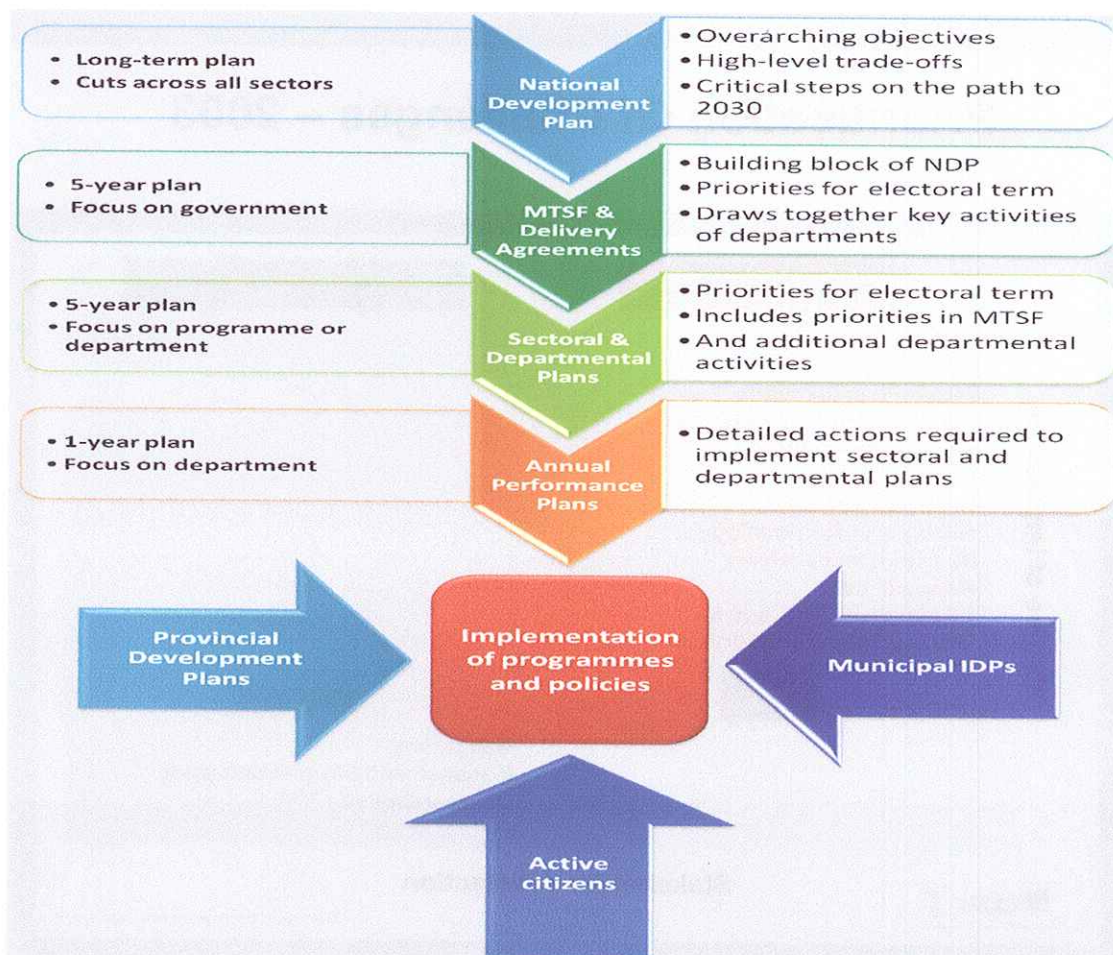 • Long-term plan
• Cuts across all sectors
National
Development
Plan
• Overarching objectives
• High-level trade-offs
• Critical steps on the path to
2030
• 5-year plan
• Focus on government
MTSF &
Delivery
Agreements
• Building block of NDP
• Priorities for electoral term
• Draws together key activities
of departments
• 5-year plan
• Focus on programme or
department
Sectoral &
Departmental
Plans
• Priorities for electoral term
• Includes priorities in MTSF
• And additional departmental
activities
• 1-year plan
• Focus on department
Annual
Performance
Plans
• Detailed actions required to
implement sectoral and
departmental plans
Provincial
Development
Plans
Implementation
of programmes
and policies
Municipal IDPs
Active
citizens